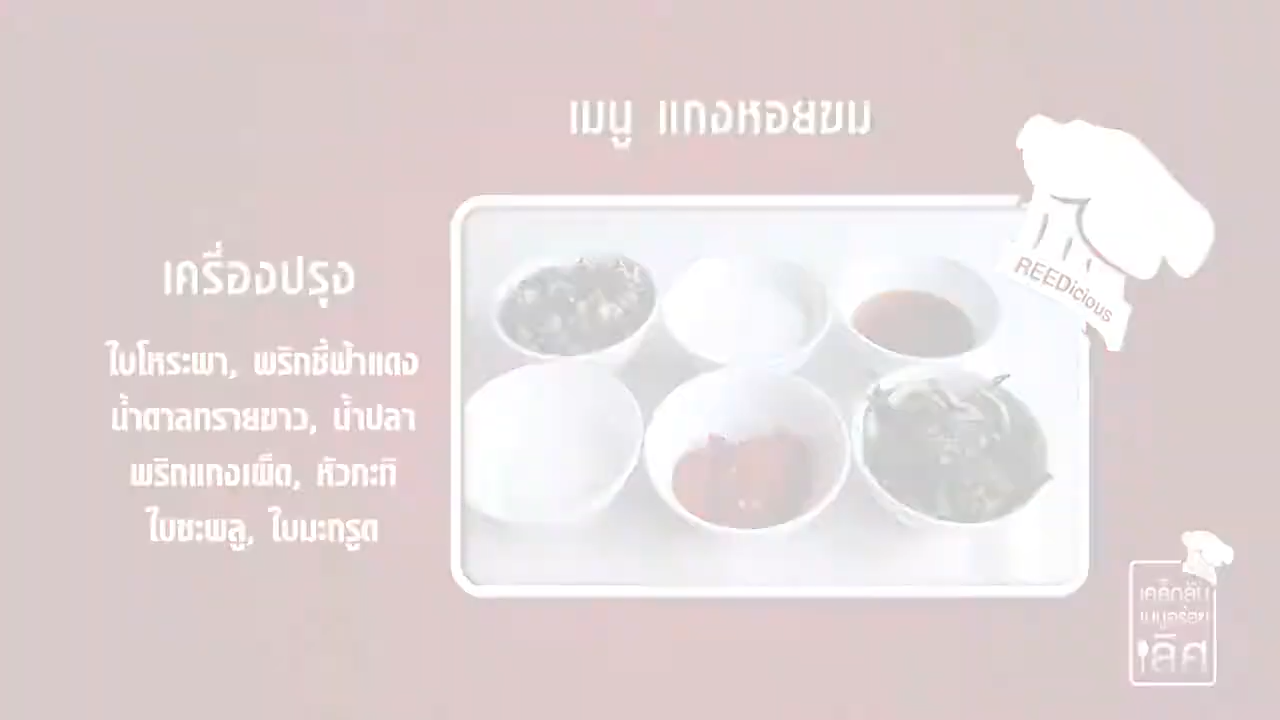 เมนู แกงหอยขม
REEDicious
เครื่องปรุง
ใบโหระพา, พริกชี้ฟ้าแดง
น้ำตาลทรายขาว, น้ำปลา
พริกแกงเผ็ด, หัวกะทิ
ใบชะพลู, ใบมะกรูด
เคล็ดลับ
เมนูอร่อย
เลิศ